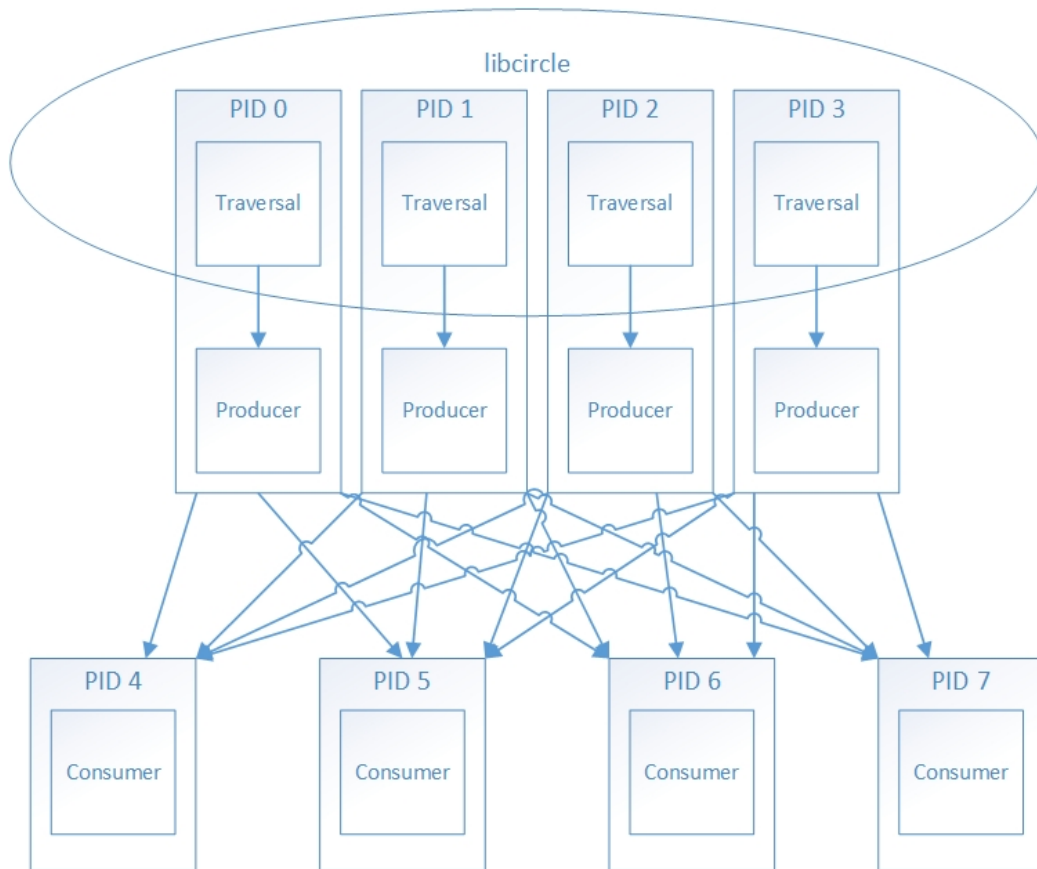 libcircle
PID 0 PID 1 PID 2 PID 3
Traversal Traversal Traversal Traversal
Producer Producer Producer Producer
PID 4 PID 5 PID 6 PID 7
Consumer Consumer Consumer Consumer